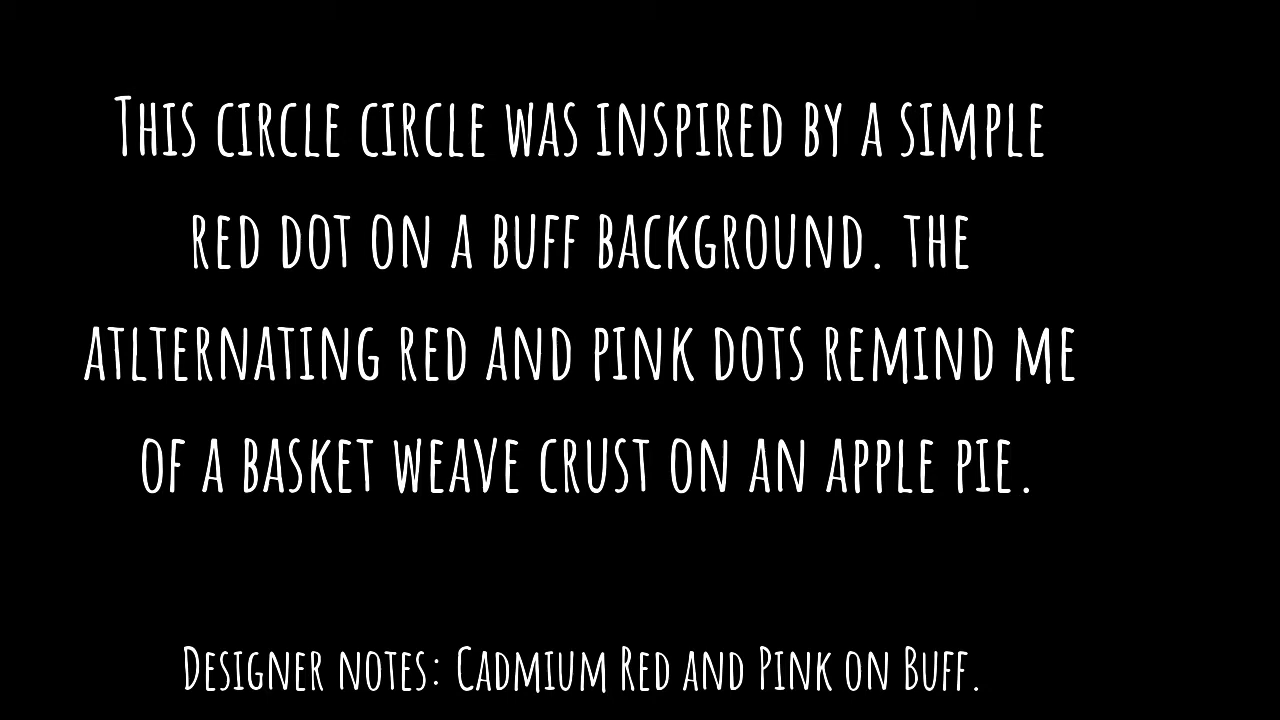 This circle circle was inspired by a simple
red dot on a buff background. the
atlternating red and pink dots remind me
of a basket weave crust on an apple pie.
Designer notes: Cadmium Red and Pink on Buff.